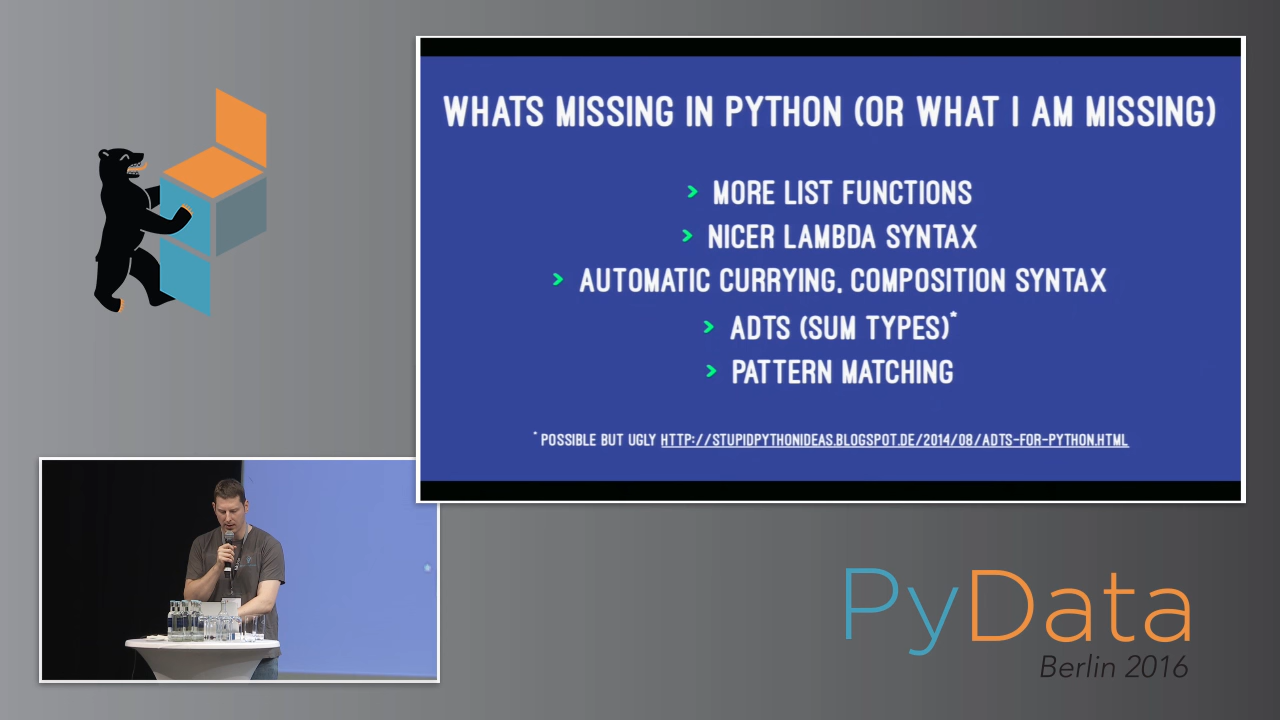 WHATS MISSING IN PYTHON (OR WHAT I AM MISSING)
> MORE LIST FUNCTIONS
> NICER LAMBDA SYNTAX
> AUTOMATIC CURRYING, COMPOSITION SYNTAX
> ADTS (SUM TYPES)*
> PATTERN MATCHING
* POSSIBLE BUT UGLY HTTP://STUPIDPYTHONIDEAS.BLOGSPOT.DE/2014/08/ADTS-FOR-PYTHON.HTML
PyData
Berlin 2016